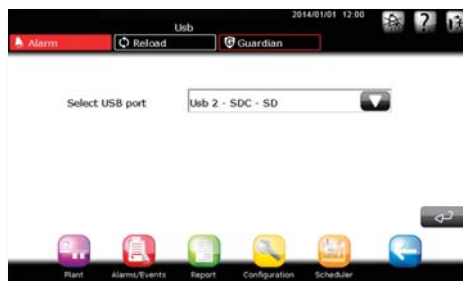 2014/01/01 12:00
Usb
Alarm
Reload
Guardian
?
Select USB port
Usb 2 - SDC - SD
Plant
Alarms/Events
Report
Configuration
Scheduler